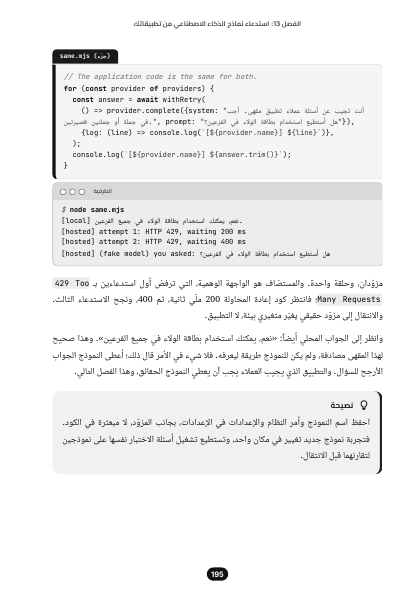 الفصل 13: استدعاء نماذج الذكاء الاصطناعي من تطبيقاتك
same.mjs (جزء)
// The application code is the same for both.
for (const provider of providers) {
const answer = await withRetry(
() => provider.complete({system: "أنت تجيب عن أسئلة عملاء تطبيق مقهى. أجب
في جملة أو جملتين قصيرتين.", prompt: "هل أستطيع استخدام بطاقة الولاء في الفرعين؟"}),
{log: (line) => console.log(`[${provider.name}] ${line}`)},
);
console.log(`[${provider.name}] ${answer.trim()}`);
}
الطرفية
$ node same.mjs
[local] نعم، يمكنك استخدام بطاقة الولاء في جميع الفرعين.
[hosted] attempt 1: HTTP 429, waiting 200 ms
[hosted] attempt 2: HTTP 429, waiting 400 ms
[hosted] (fake model) you asked: هل أستطيع استخدام بطاقة الولاء في الفرعين؟
مزوّدان، وحلقة واحدة. والمستضاف هو الواجهة الوهمية، التي ترفض أول استدعاءين بـ 429 Too
Many Requests؛ فانتظر كود إعادة المحاولة 200 ملّي ثانية، ثم 400، ونجح الاستدعاء الثالث.
والانتقال إلى مزوّد حقيقي يغيّر متغيري بيئة، لا التطبيق.
وانظر إلى الجواب المحلي أيضاً: «نعم، يمكنك استخدام بطاقة الولاء في جميع الفرعين». وهذا صحيح
لهذا المقهى مصادفة، ولم يكن للنموذج طريقة ليعرفه. فلا شيء في الأمر قال ذلك؛ أعطى النموذج الجواب
الأرجح للسؤال. والتطبيق الذي يجيب العملاء يجب أن يعطي النموذج الحقائق، وهذا الفصل التالي.
نصيحة
احفظ اسم النموذج وأمر النظام والإعدادات في الإعدادات، بجانب المزوّد، لا مبعثرة في الكود.
فتجربة نموذج جديد تغيير في مكان واحد، وتستطيع تشغيل أسئلة الاختبار نفسها على نموذجين
لتقارنهما قبل الانتقال.
195